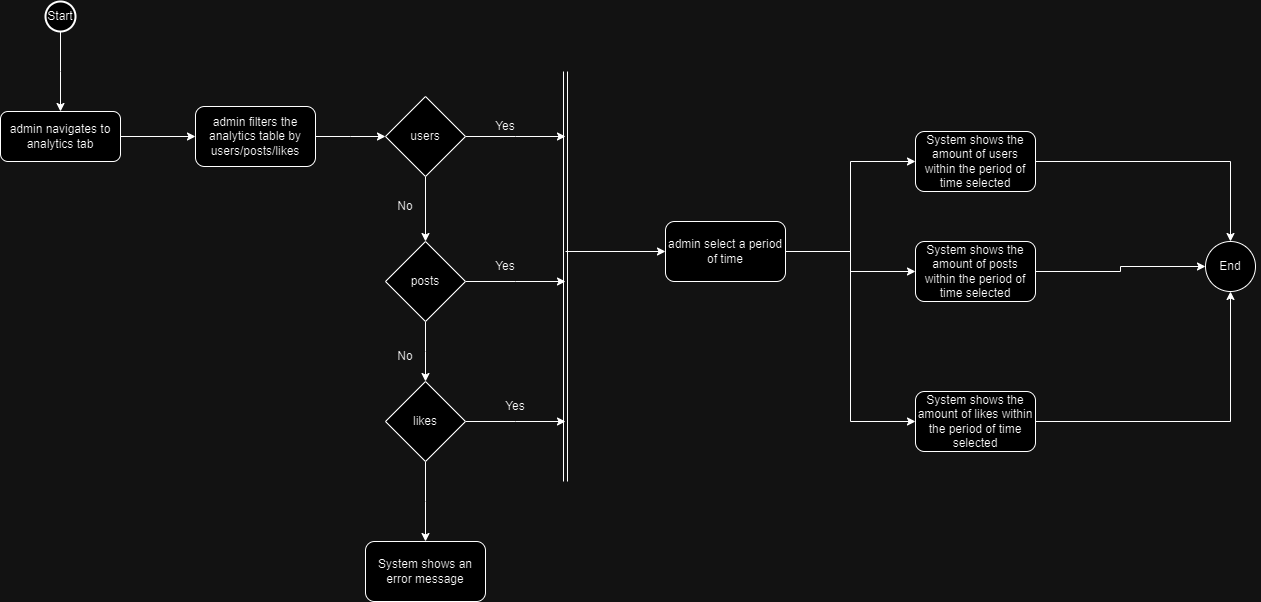 Start
admin navigates to
analytics tab
admin filters the
analytics table by
users/posts/likes
users
Yes
No
posts
Yes
No
likes
Yes
System shows an
error message
admin select a period
of time
System shows the
amount of users
within the period of
time selected
System shows the
amount of posts
within the period of
time selected
System shows the
amount of likes within
the period of time
selected
End